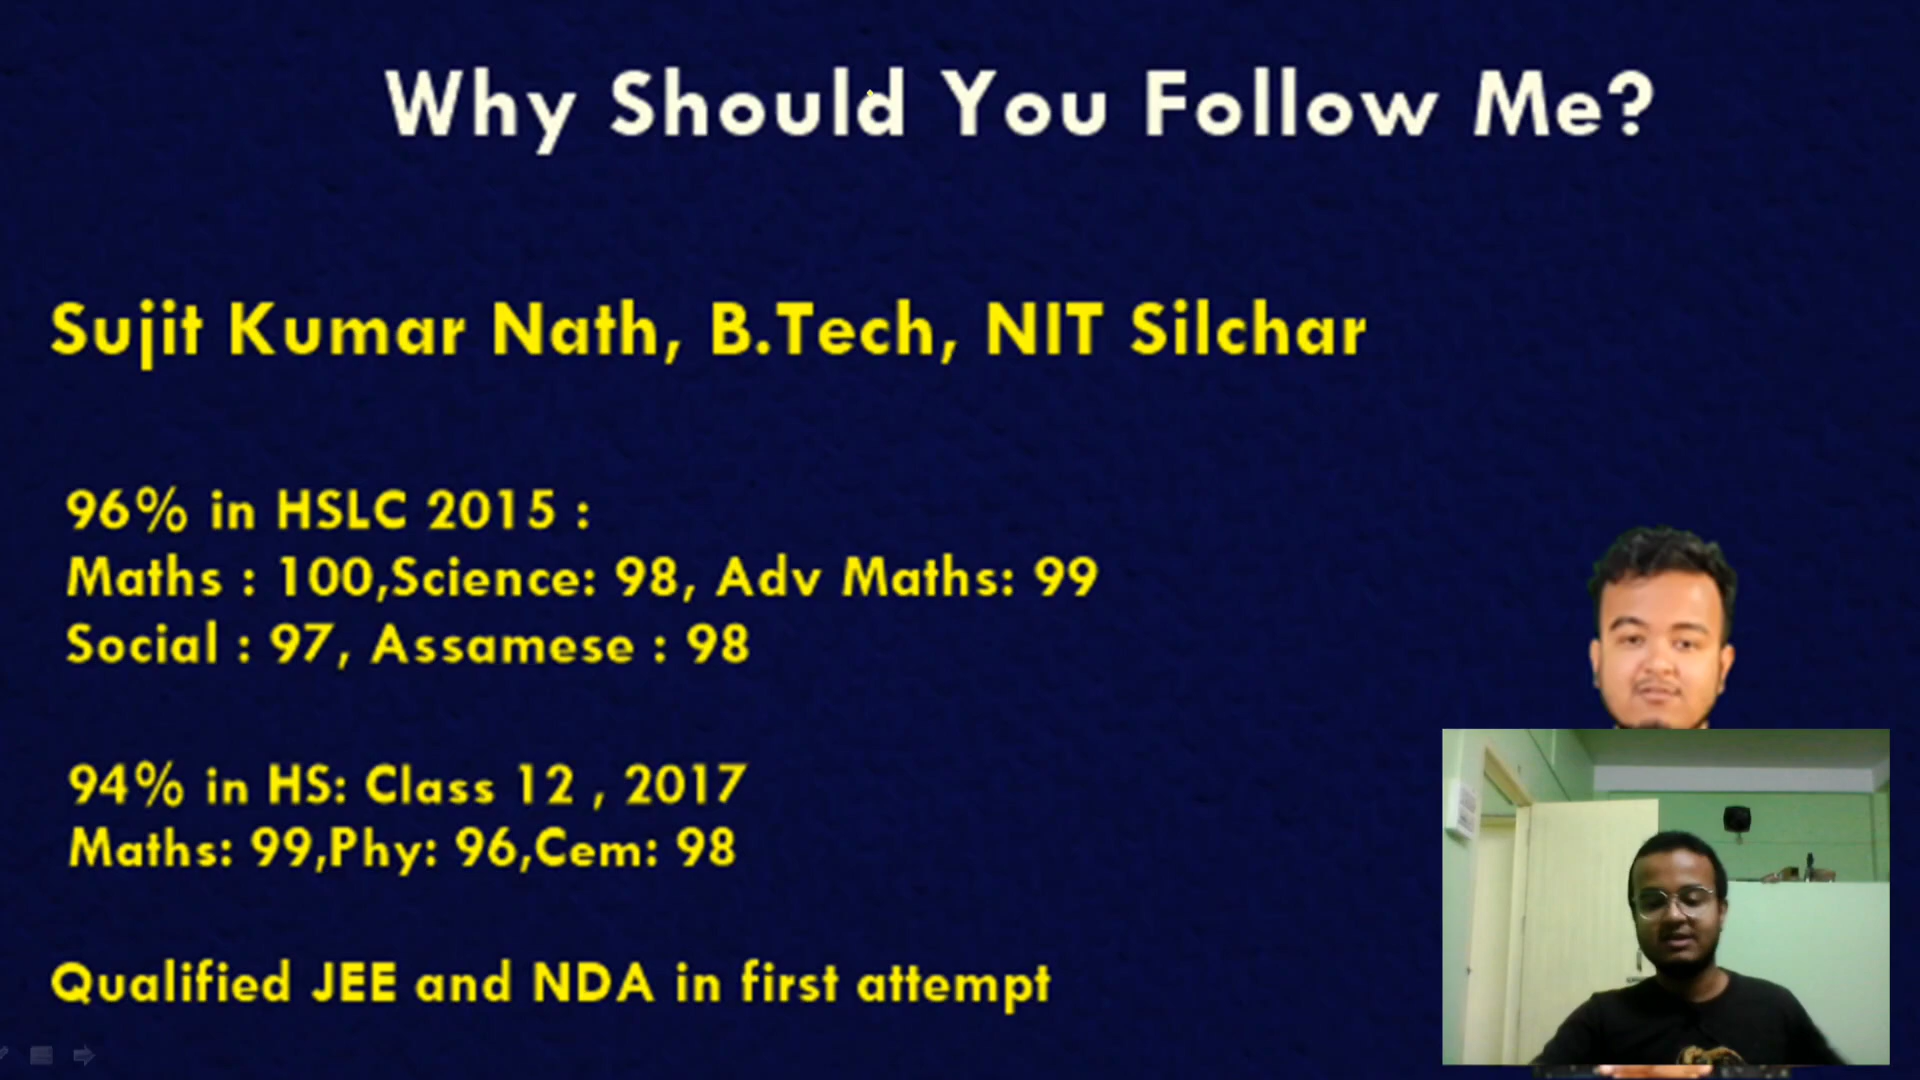 Why Should You Follow Me?
Sujit Kumar Nath, B.Tech, NIT Silchar
96% in HSLC 2015 :
Maths : 100,Science: 98, Adv Maths: 99
Social : 97, Assamese : 98
94% in HS: Class 12 , 2017
Maths: 99,Phy: 96,Cem: 98
Qualified JEE and NDA in first attempt